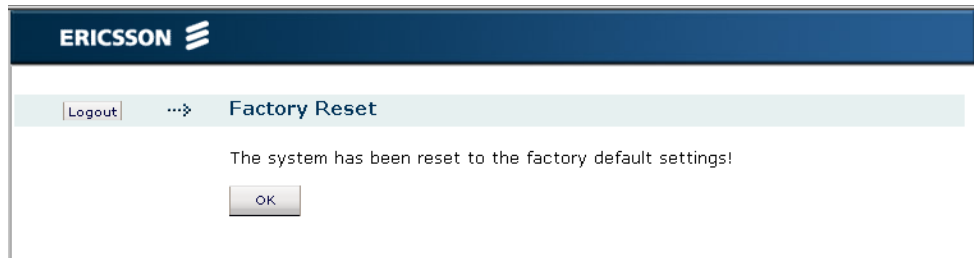 ERICSSON
Logout
Factory Reset
The system has been reset to the factory default settings!
OK